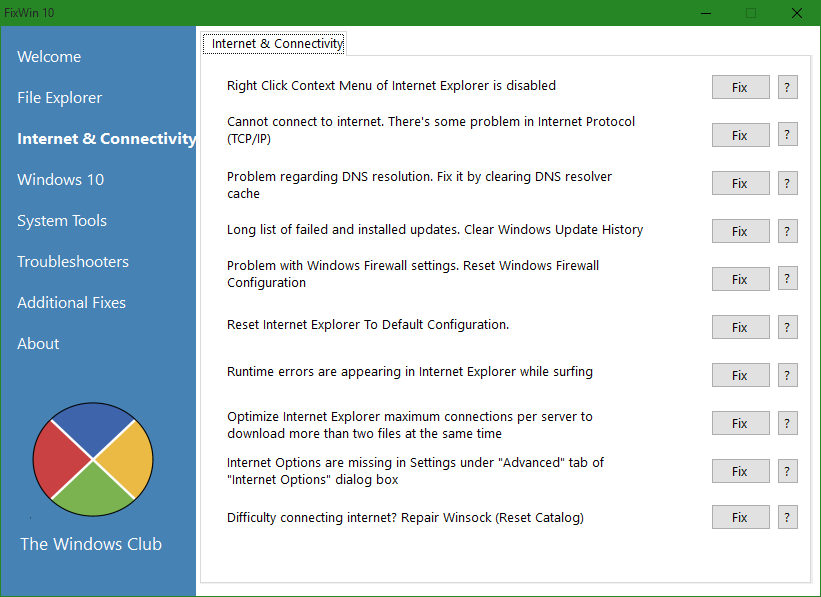 FixWin 10
Welcome
File Explorer
Internet & Connectivity
Windows 10
System Tools
Troubleshooters
Additional Fixes
About
The Windows Club
Internet & Connectivity
Right Click Context Menu of Internet Explorer is disabled
Fix ?
Cannot connect to internet. There's some problem in Internet Protocol
(TCP/IP)
Fix ?
Problem regarding DNS resolution. Fix it by clearing DNS resolver
cache
Fix ?
Long list of failed and installed updates. Clear Windows Update History
Fix ?
Problem with Windows Firewall settings. Reset Windows Firewall
Configuration
Fix ?
Reset Internet Explorer To Default Configuration.
Fix ?
Runtime errors are appearing in Internet Explorer while surfing
Fix ?
Optimize Internet Explorer maximum connections per server to
download more than two files at the same time
Fix ?
Internet Options are missing in Settings under "Advanced" tab of
"Internet Options" dialog box
Fix ?
Difficulty connecting internet? Repair Winsock (Reset Catalog)
Fix ?